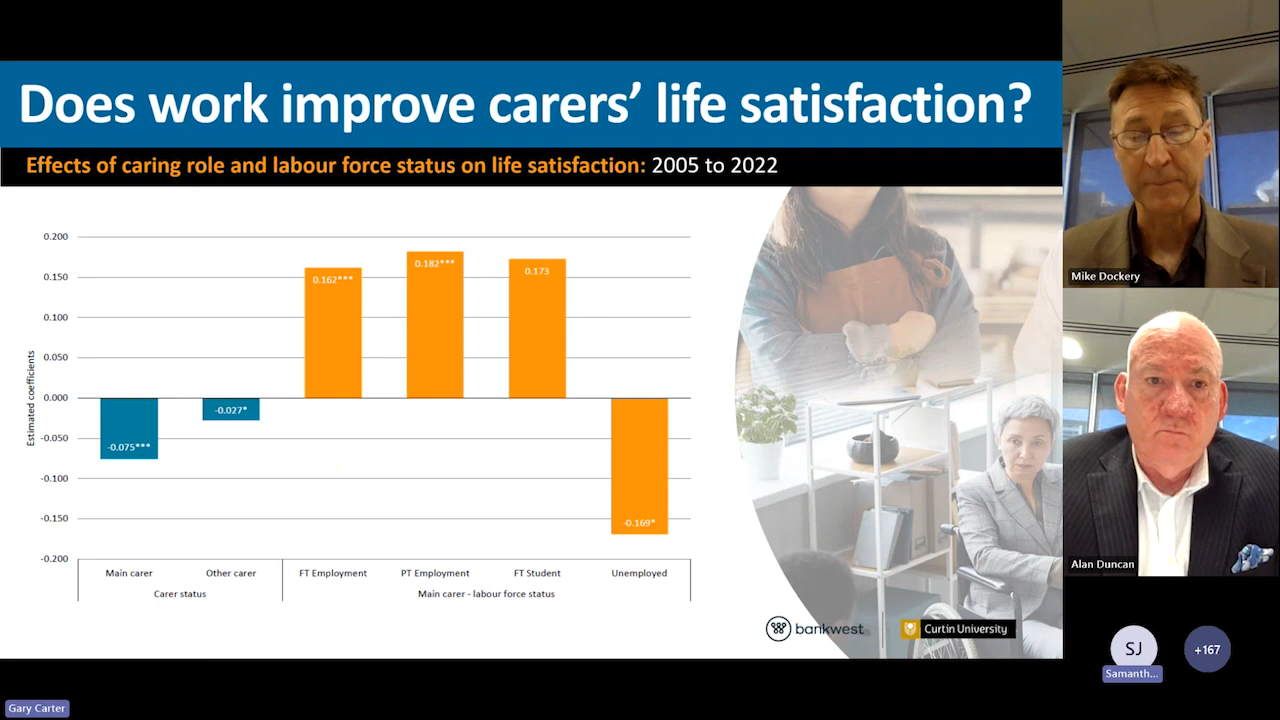 Does work improve carers’ life satisfaction?
Effects of caring role and labour force status on life satisfaction: 2005 to 2022
Estimated coefficients
0.200
0.150
0.100
0.050
0.000
-0.050
-0.100
-0.150
-0.200
-0.075***
-0.027*
0.162***
0.182***
0.173
-0.169*
Main carer Other carer FT Employment PT Employment FT Student Unemployed
Carer status Main carer - labour force status
bankwest Curtin University
Mike Dockery
Alan Duncan
SJ +167
Samanth...
Gary Carter